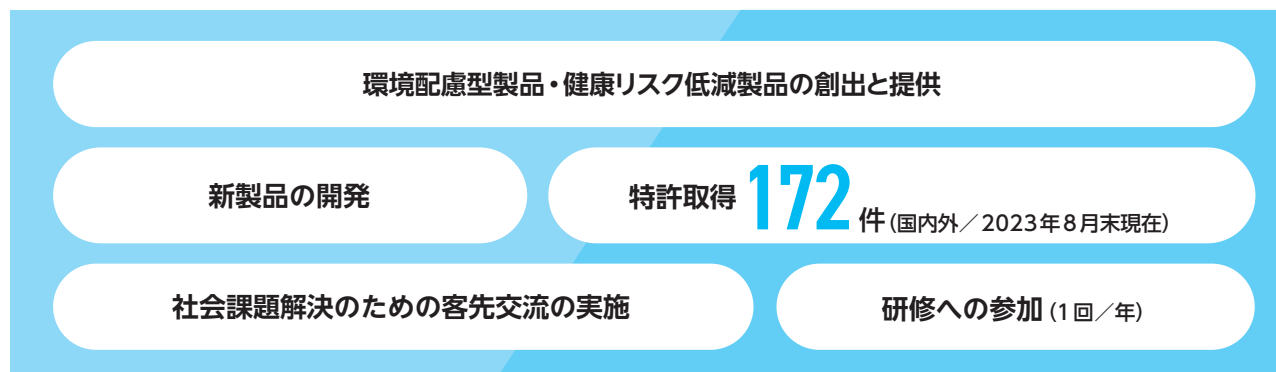 環境配慮型製品・健康リスク低減製品の創出と提供
新製品の開発
特許取得 172 件(国内外／2023年8月末現在)
社会課題解決のための客先交流の実施
研修への参加(1回／年)